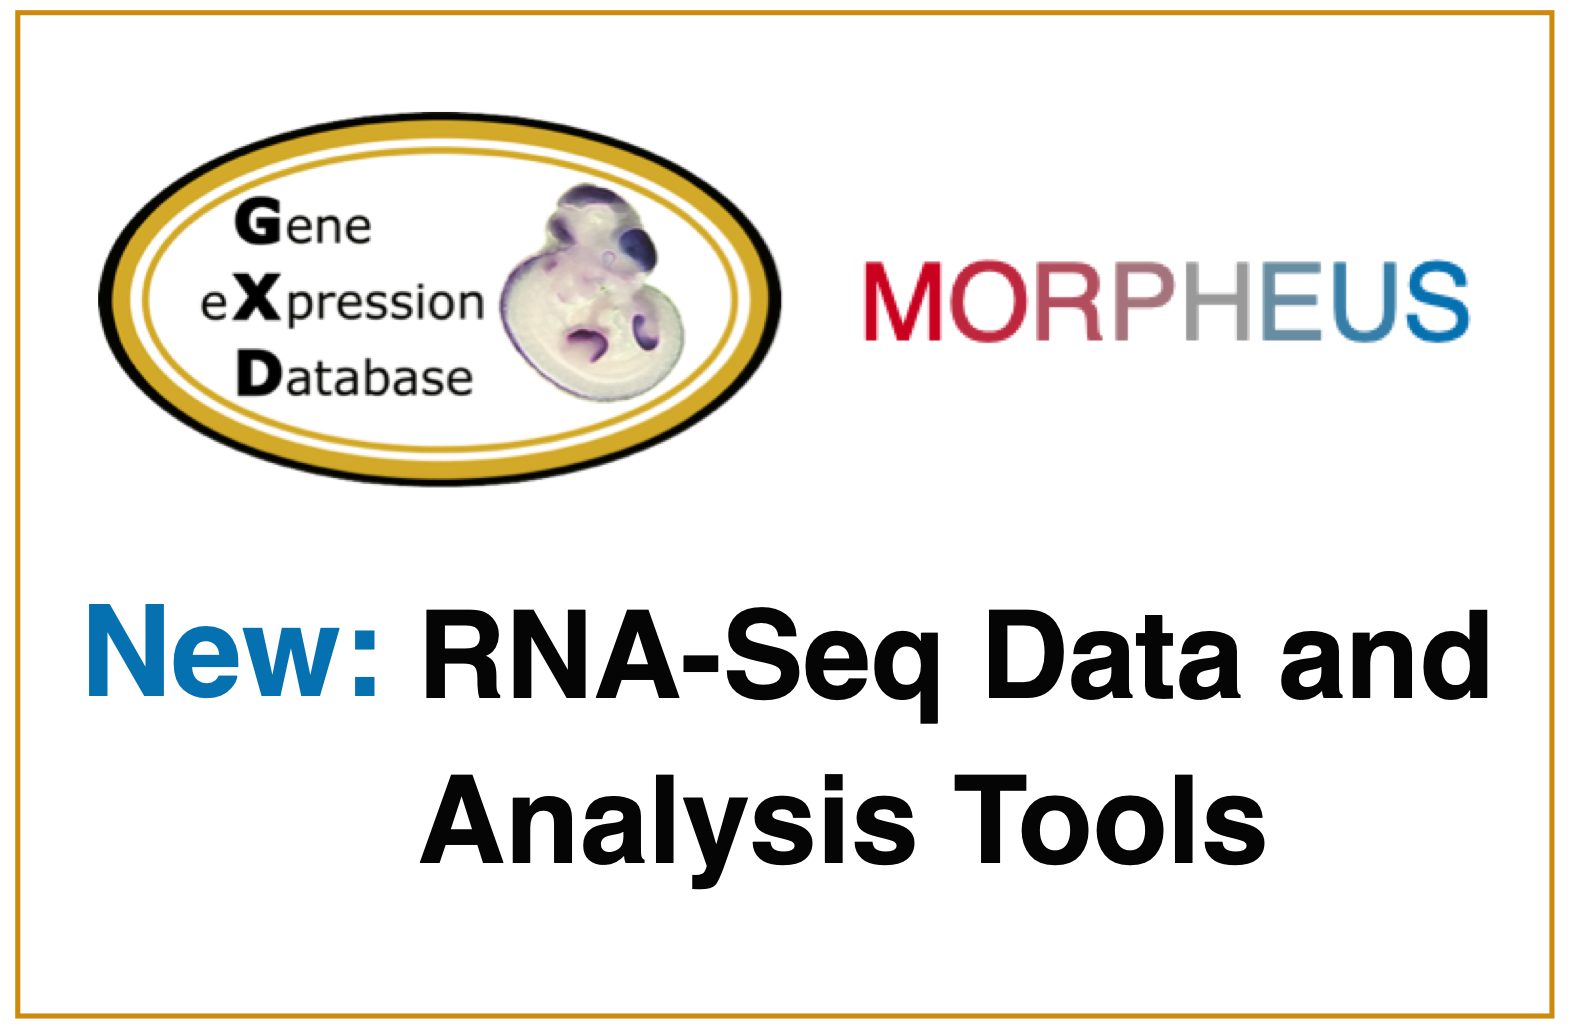 Gene
eXpression
Database
MORPHEUS
New: RNA-Seq Data and
Analysis Tools